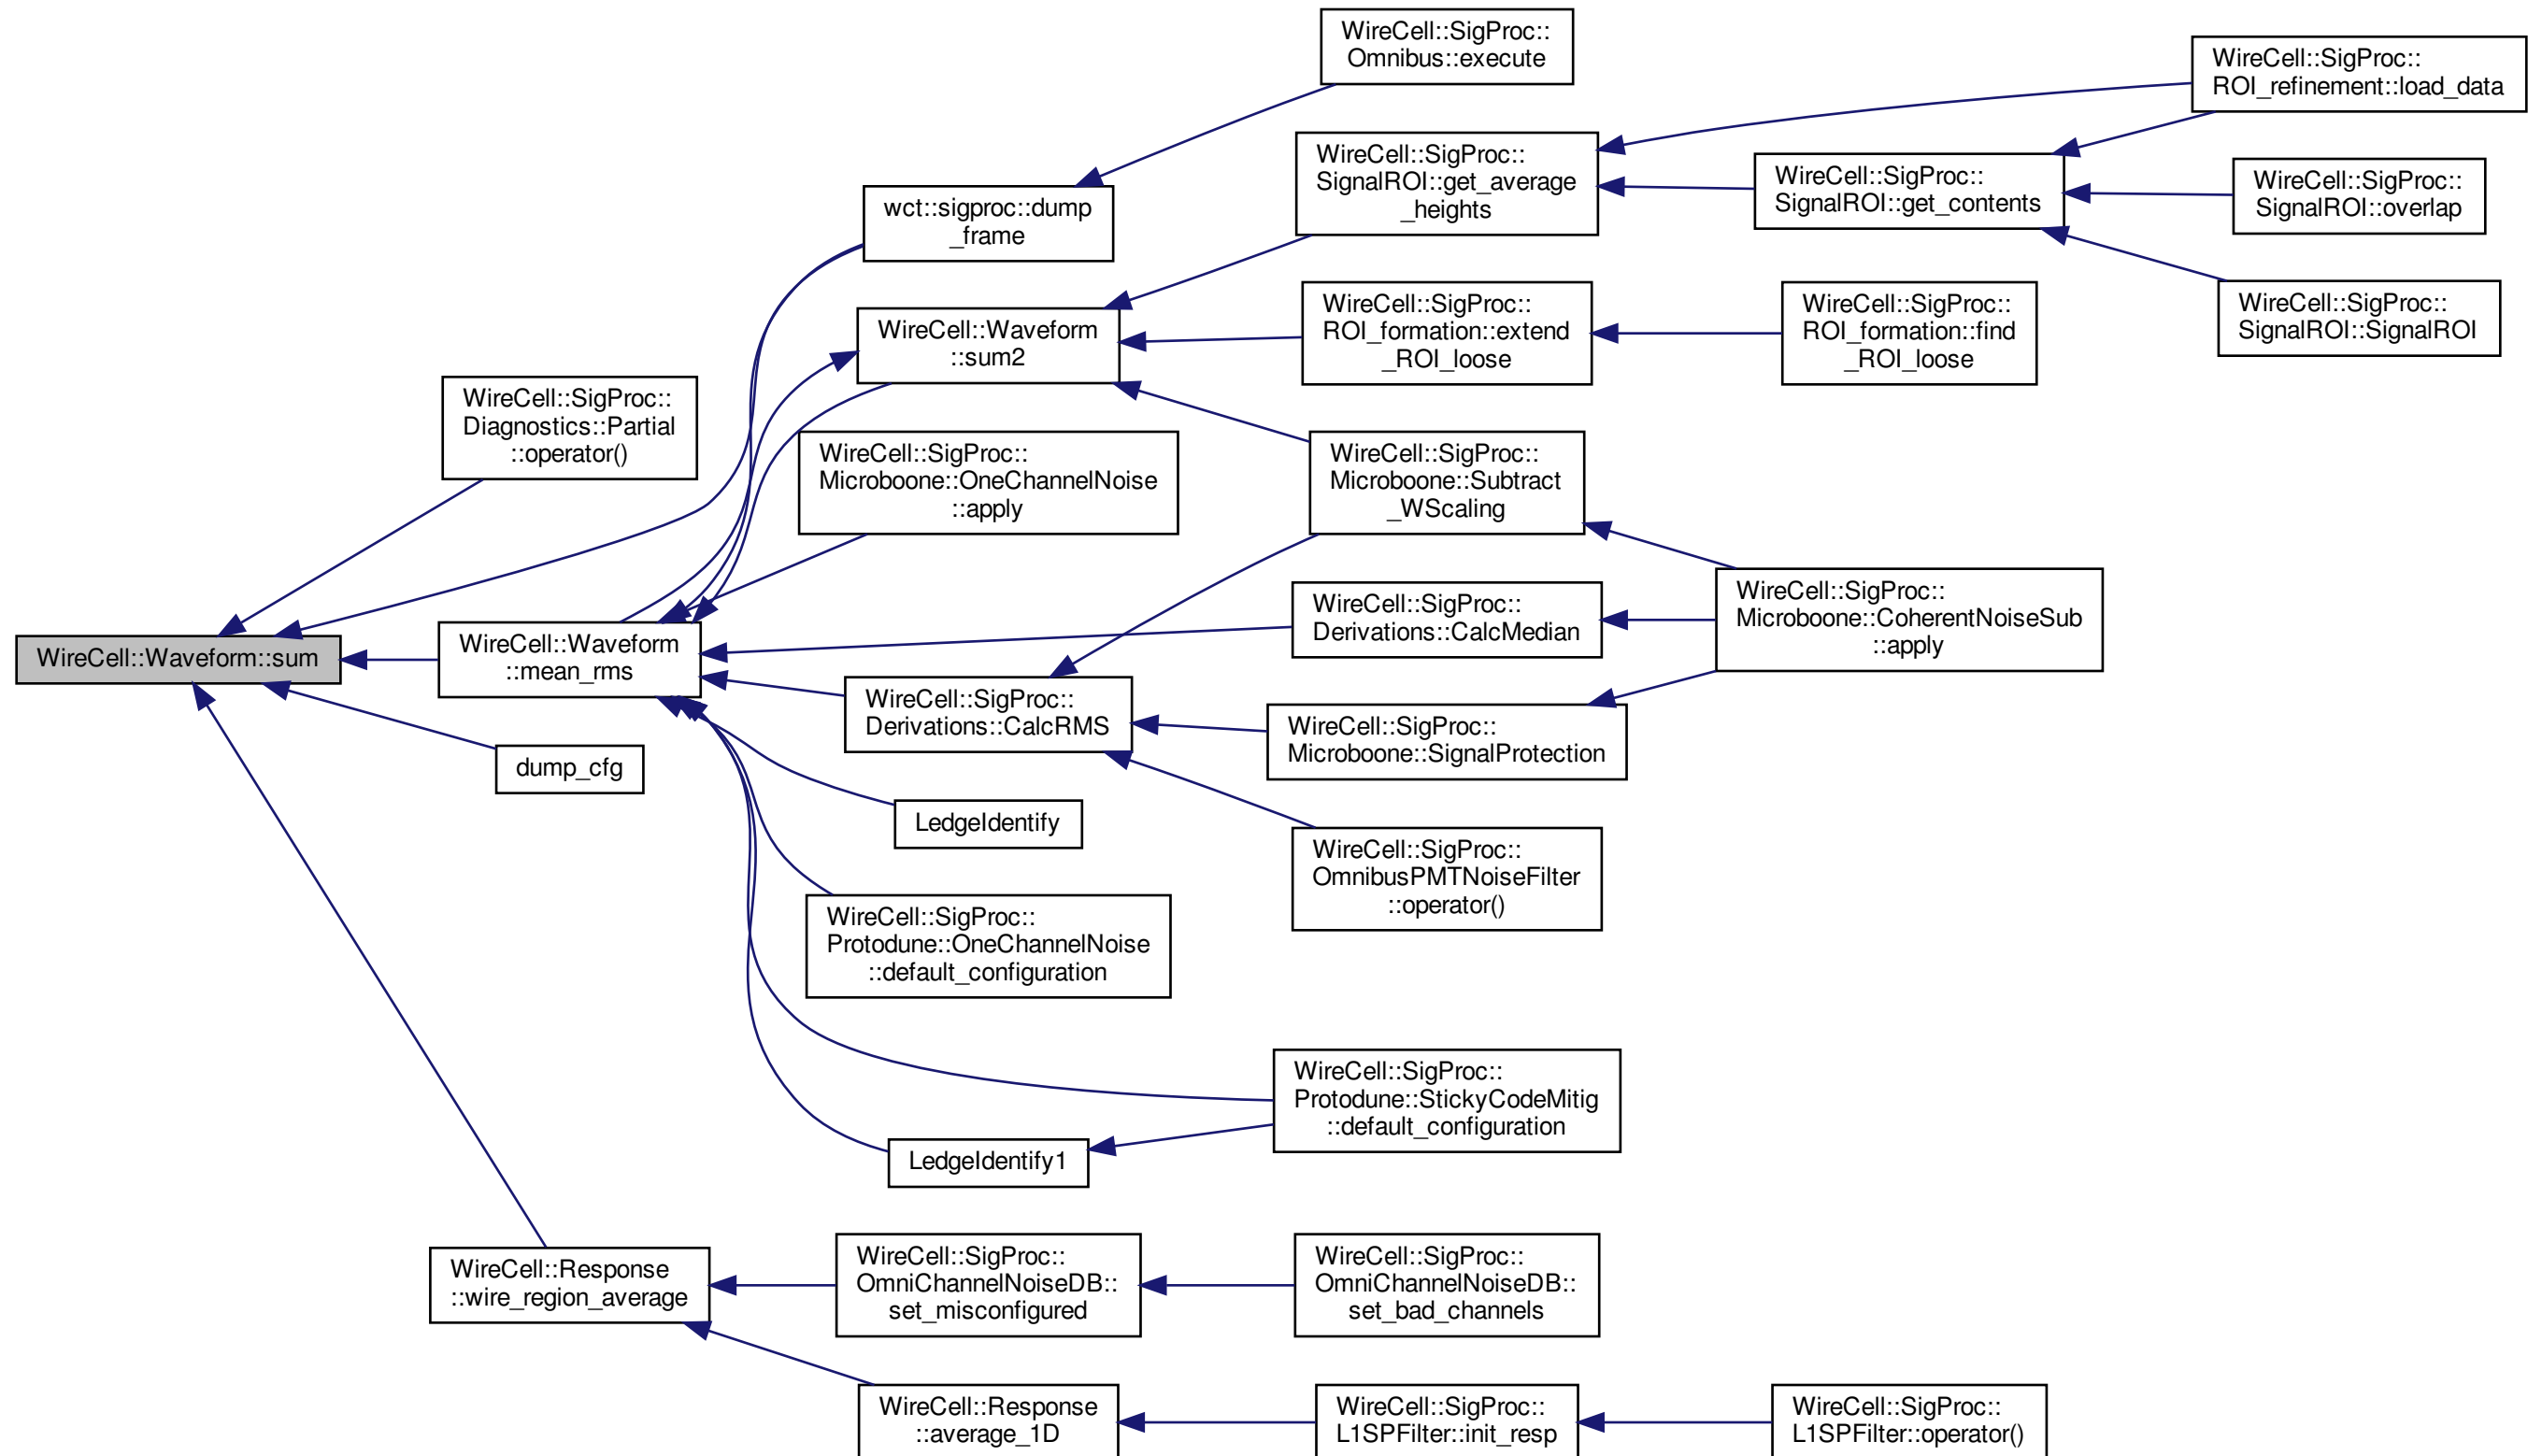 WireCell::SigProc::
Omnibus::execute
WireCell::SigProc::
ROI_refinement::load_data
WireCell::SigProc::
SignalROI::get_average
_heights
WireCell::SigProc::
SignalROI::get_contents
WireCell::SigProc::
SignalROI::overlap
wct::sigproc::dump
_frame
WireCell::SigProc::
SignalROI::SignalROI
WireCell::Waveform
::sum2
WireCell::SigProc::
ROI_formation::extend
_ROI_loose
WireCell::SigProc::
ROI_formation::find
_ROI_loose
WireCell::SigProc::
Diagnostics::Partial
::operator()
WireCell::SigProc::
Microboone::OneChannelNoise
::apply
WireCell::SigProc::
Microboone::Subtract
_WScaling
WireCell::Waveform::sum
WireCell::Waveform
::mean_rms
WireCell::SigProc::
Derivations::CalcMedian
WireCell::SigProc::
Microboone::CoherentNoiseSub
::apply
WireCell::SigProc::
Derivations::CalcRMS
WireCell::SigProc::
Microboone::SignalProtection
dump_cfg
LedgeIdentify
WireCell::SigProc::
OmnibusPMTNoiseFilter
::operator()
WireCell::SigProc::
Protodune::OneChannelNoise
::default_configuration
WireCell::SigProc::
Protodune::StickyCodeMitig
::default_configuration
LedgeIdentify1
WireCell::Response
::wire_region_average
WireCell::SigProc::
OmniChannelNoiseDB::
set_misconfigured
WireCell::SigProc::
OmniChannelNoiseDB::
set_bad_channels
WireCell::Response
::average_1D
WireCell::SigProc::
L1SPFilter::init_resp
WireCell::SigProc::
L1SPFilter::operator()